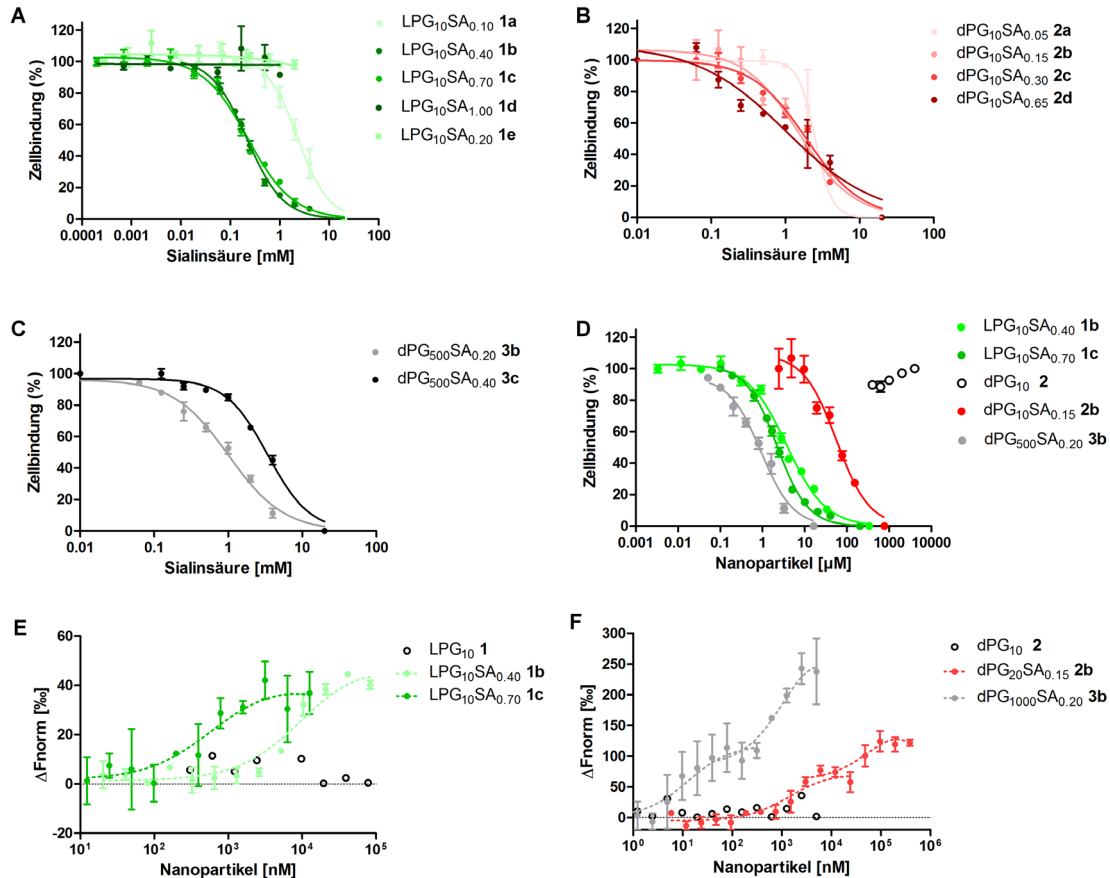 A
Zellbindung (%)
120
100
80
60
40
20
0
0.0001
0.001
0.01
0.1
1
10
100
Sialinsäure [mM]
LPG₁₀SA₀.₁₀ 1a
LPG₁₀SA₀.₄₀ 1b
LPG₁₀SA₀.₇₀ 1c
LPG₁₀SA₁.₀₀ 1d
LPG₁₀SA₀.₂₀ 1e
B
Zellbindung (%)
120
100
80
60
40
20
0
0.01
0.1
1
10
100
Sialinsäure [mM]
dPG₁₀SA₀.₀₅ 2a
dPG₁₀SA₀.₁₅ 2b
dPG₁₀SA₀.₃₀ 2c
dPG₁₀SA₀.₆₅ 2d
C
Zellbindung (%)
120
100
80
60
40
20
0
0.01
0.1
1
10
100
Sialinsäure [mM]
dPG₅₀₀SA₀.₂₀ 3b
dPG₅₀₀SA₀.₄₀ 3c
D
Zellbindung (%)
120
100
80
60
40
20
0
0.001
0.01
0.1
1
10
100
1000
10000
Nanopartikel [µM]
LPG₁₀SA₀.₄₀ 1b
LPG₁₀SA₀.₇₀ 1c
dPG₁₀ 2
dPG₁₀SA₀.₁₅ 2b
dPG₅₀₀SA₀.₂₀ 3b
E
ΔFnorm [‰]
60
40
20
0
-20
10¹
10²
10³
10⁴
10⁵
Nanopartikel [nM]
LPG₁₀ 1
LPG₁₀SA₀.₄₀ 1b
LPG₁₀SA₀.₇₀ 1c
F
ΔFnorm [‰]
300
250
200
150
100
50
0
10⁰
10¹
10²
10³
10⁴
10⁵
10⁶
Nanopartikel [nM]
dPG₁₀ 2
dPG₂₀SA₀.₁₅ 2b
dPG₁₀₀₀SA₀.₂₀ 3b